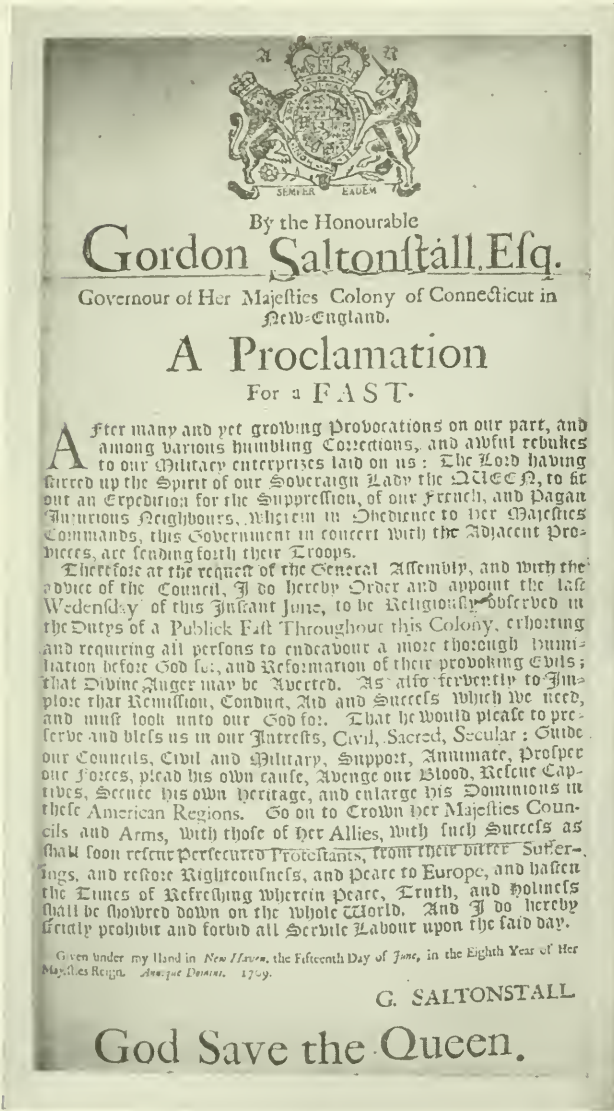 A R
SEMPER EADEM
By the Honourable
Gordon Saltonſtall, Eſq.
Governour of Her Majeſties Colony of Connecticut in
New-England.
A Proclamation
For a FAST.
After many and yet growing Provocations on our part, and
among various humbling Corrections, and awful rebukes
to our Military enterprizes laid on us: The Lord having
ſtirred up the Spirit of our Soveraign Lady the QUEEN, to fit
out an Expedition for the Suppreſſion, of our French, and Pagan
Injurious Neighbours, wherein in Obedience to her Majeſties
Commands, this Government in concert with the Adjacent Pro-
vinces, are ſending forth their Troops.
Therefore at the requeſt of the General Aſſembly, and with the
advice of the Council, I do hereby Order and appoint the laſt
Wedenſday of this Inſtant June, to be Religiouſly obſerved in
the Dutys of a Publick Faſt Throughout this Colony, exhorting
and requiring all perſons to endeavour a more thorough humi-
liation before God for, and Reformation of their provoking Evils;
that Divine Anger may be Averted. As alſo fervently to Im-
plore that Remiſſion, Conduct, Aid and Succeſs which we need,
and muſt look unto our God for. That he would pleaſe to pre-
ſerve and bleſs us in our Intreſts, Civil, Sacred, Secular: Guide
our Councils, Civil and Military, Support, Annimate, Proſper
our Forces, plead his own cauſe, Avenge our Blood, Reſcue Cap-
tives, Secure his own heritage, and enlarge his Dominions in
theſe American Regions. Go on to Crown her Majeſties Coun-
cils and Arms, with thoſe of her Allies, with ſuch Succeſs as
ſhall ſoon reſcue Perſecuted Proteſtants, from their bitter Suffer-
ings, and reſtore Righteouſneſs, and Peace to Europe, and haſten
the Times of Refreſhing wherein Peace, Truth, and Holineſs
ſhall be ſhowred down on the whole World. And I do hereby
ſtrictly prohibit and forbid all Servile Labour upon the ſaid day.
Given under my Hand in New Haven, the Fifteenth Day of June, in the Eighth Year of Her
Majeſties Reign. Annoque Domini. 1709.
G. SALTONSTALL
God Save the Queen.